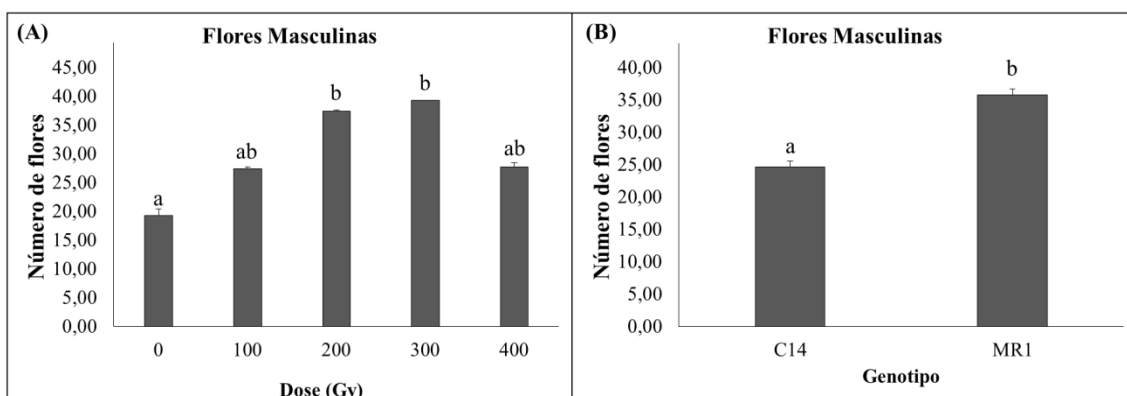 (A)
Flores Masculinas
Número de flores
45,00
40,00
35,00
30,00
25,00
20,00
15,00
10,00
5,00
0,00
a
ab
b
b
ab
0 100 200 300 400
Dose (Gy)
(B)
Flores Masculinas
Número de flores
40,00
35,00
30,00
25,00
20,00
15,00
10,00
5,00
0,00
a
b
C14 MR1
Genotipo